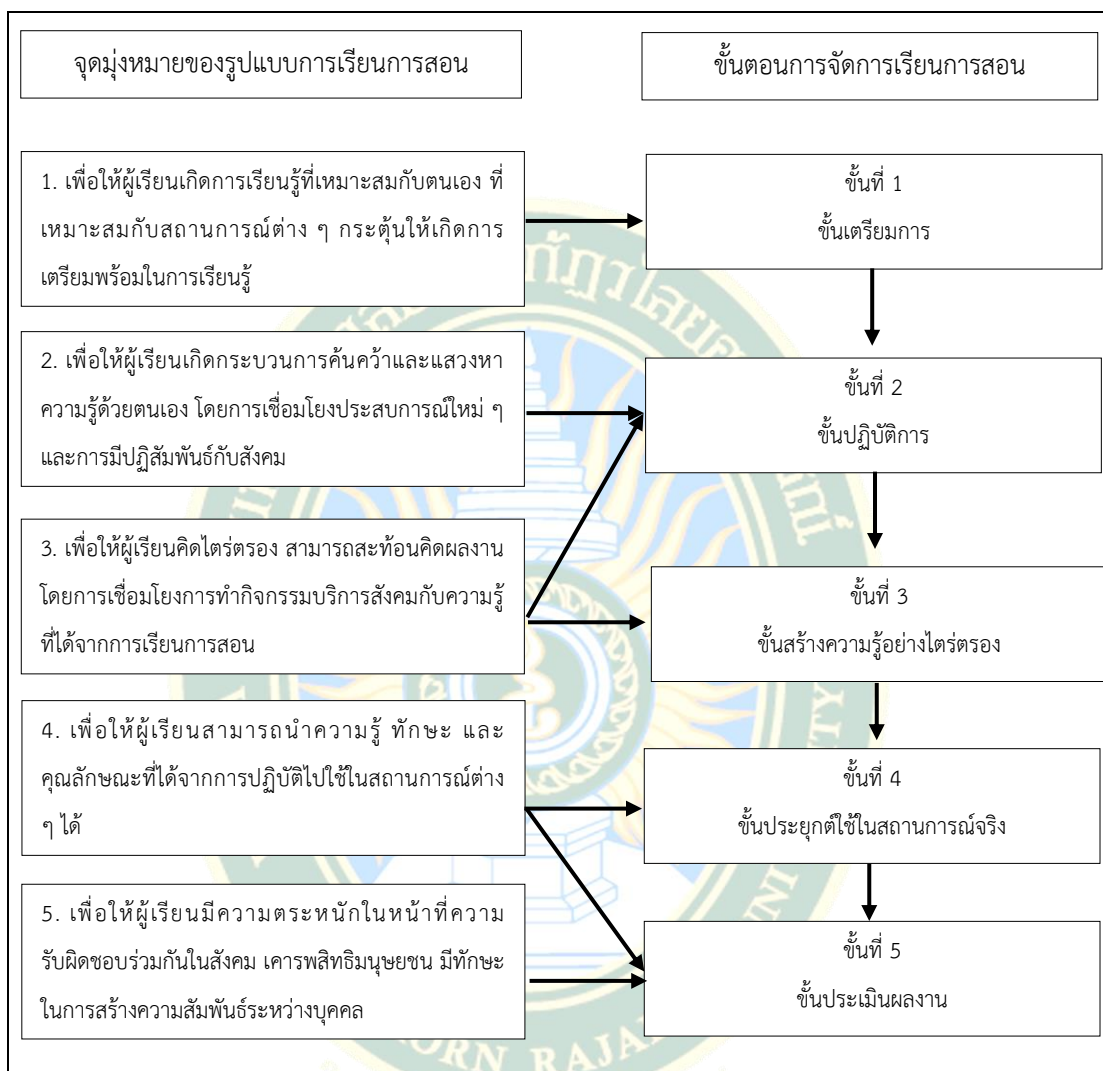 จุดมุ่งหมายของรูปแบบการเรียนการสอน
ขั้นตอนการจัดการเรียนการสอน
1. เพื่อให้ผู้เรียนเกิดการเรียนรู้ที่เหมาะสมกับตนเอง ที่
เหมาะสมกับสถานการณ์ต่าง ๆ กระตุ้นให้เกิดการ
เตรียมพร้อมในการเรียนรู้
ขั้นที่ 1
ขั้นเตรียมการ
2. เพื่อให้ผู้เรียนเกิดกระบวนการค้นคว้าและแสวงหา
ความรู้ด้วยตนเอง โดยการเชื่อมโยงประสบการณ์ใหม่ ๆ
และการมีปฏิสัมพันธ์กับสังคม
ขั้นที่ 2
ขั้นปฏิบัติการ
3. เพื่อให้ผู้เรียนคิดไตร่ตรอง สามารถสะท้อนคิดผลงาน
โดยการเชื่อมโยงการทำกิจกรรมบริการสังคมกับความรู้
ที่ได้จากการเรียนการสอน
ขั้นที่ 3
ขั้นสร้างความรู้อย่างไตร่ตรอง
4. เพื่อให้ผู้เรียนสามารถนำความรู้ ทักษะ และ
คุณลักษณะที่ได้จากการปฏิบัติไปใช้ในสถานการณ์ต่าง
ๆ ได้
ขั้นที่ 4
ขั้นประยุกต์ใช้ในสถานการณ์จริง
5. เพื่อให้ผู้เรียนมีความตระหนักในหน้าที่ความ
รับผิดชอบร่วมกันในสังคม เคารพสิทธิมนุษยชน มีทักษะ
ในการสร้างความสัมพันธ์ระหว่างบุคคล
ขั้นที่ 5
ขั้นประเมินผลงาน